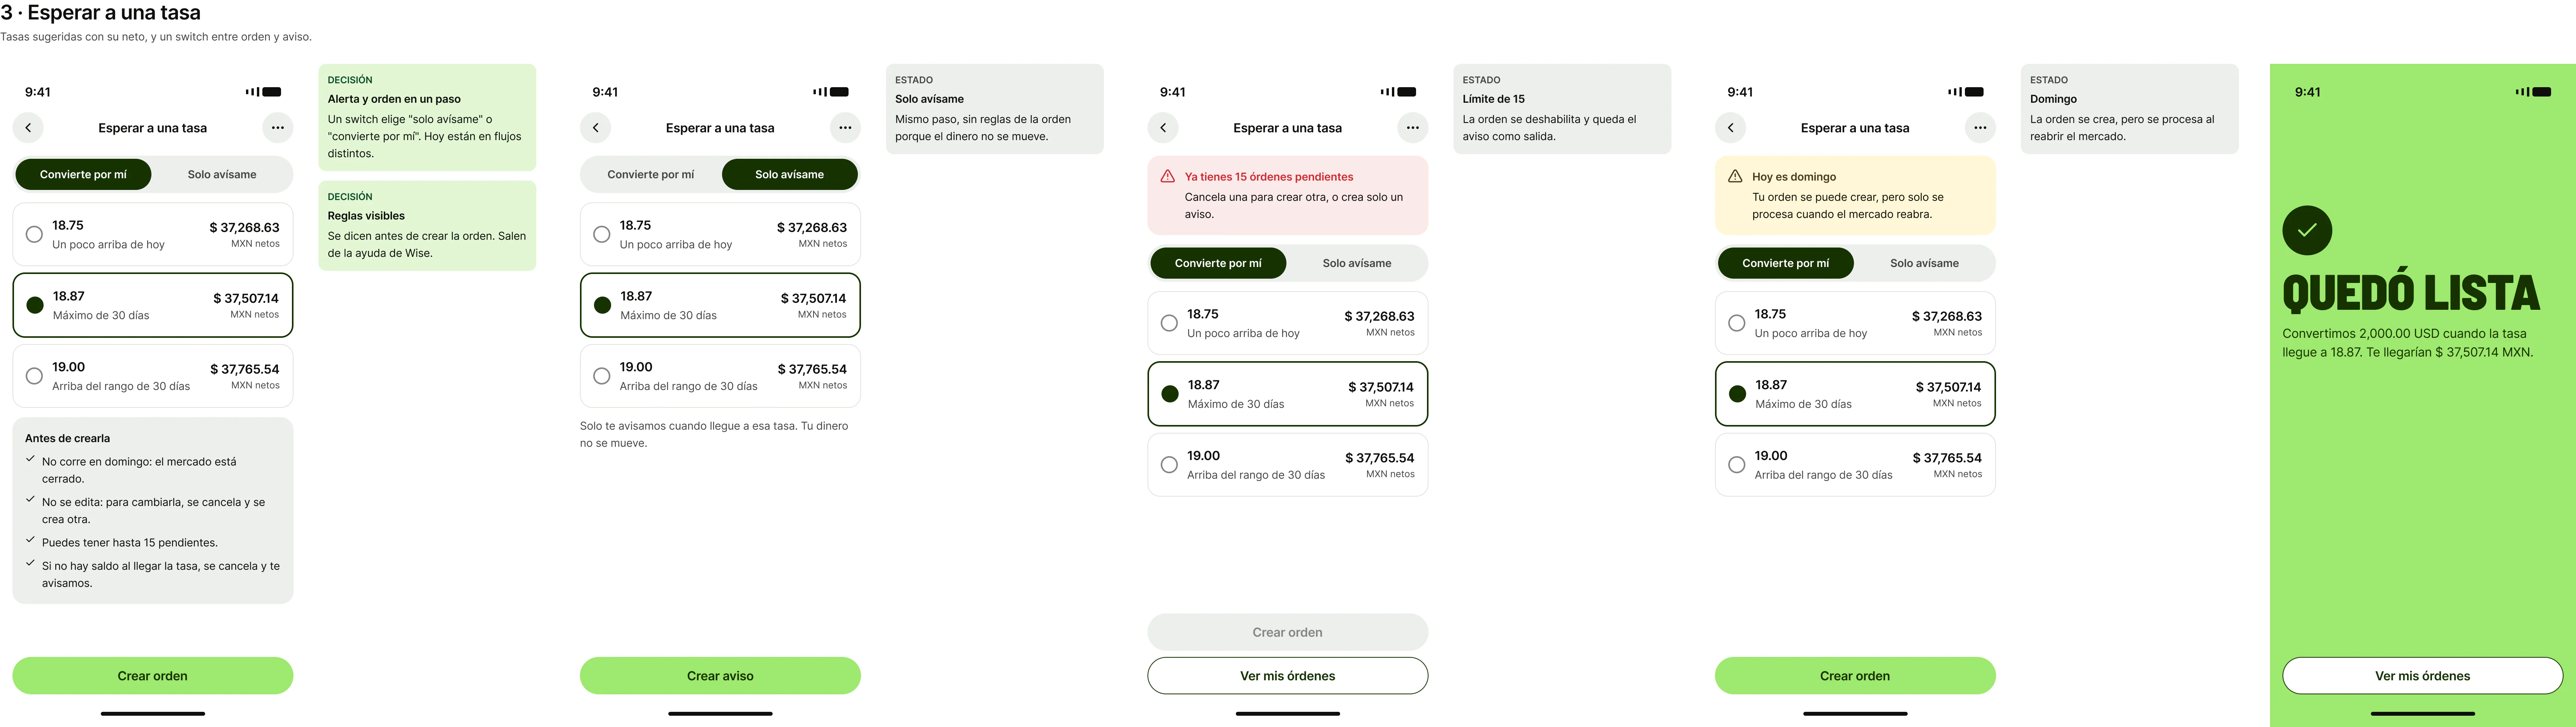 3 · Esperar a una tasa
Tasas sugeridas con su neto, y un switch entre orden y aviso.
9:41
Esperar a una tasa
Convierte por mí
Solo avísame
18.75
Un poco arriba de hoy
$ 37,268.63
MXN netos
18.87
Máximo de 30 días
$ 37,507.14
MXN netos
19.00
Arriba del rango de 30 días
$ 37,765.54
MXN netos
Antes de crearla
No corre en domingo: el mercado está
cerrado.
No se edita: para cambiarla, se cancela y se
crea otra.
Puedes tener hasta 15 pendientes.
Si no hay saldo al llegar la tasa, se cancela y te
avisamos.
Crear orden
DECISIÓN
Alerta y orden en un paso
Un switch elige "solo avísame" o
"convierte por mí". Hoy están en flujos
distintos.
DECISIÓN
Reglas visibles
Se dicen antes de crear la orden. Salen
de la ayuda de Wise.
9:41
Esperar a una tasa
Convierte por mí
Solo avísame
18.75
Un poco arriba de hoy
$ 37,268.63
MXN netos
18.87
Máximo de 30 días
$ 37,507.14
MXN netos
19.00
Arriba del rango de 30 días
$ 37,765.54
MXN netos
Solo te avisamos cuando llegue a esa tasa. Tu dinero
no se mueve.
Crear aviso
ESTADO
Solo avísame
Mismo paso, sin reglas de la orden
porque el dinero no se mueve.
9:41
Esperar a una tasa
Ya tienes 15 órdenes pendientes
Cancela una para crear otra, o crea solo un
aviso.
Convierte por mí
Solo avísame
18.75
Un poco arriba de hoy
$ 37,268.63
MXN netos
18.87
Máximo de 30 días
$ 37,507.14
MXN netos
19.00
Arriba del rango de 30 días
$ 37,765.54
MXN netos
Crear orden
Ver mis órdenes
ESTADO
Límite de 15
La orden se deshabilita y queda el
aviso como salida.
9:41
Esperar a una tasa
Hoy es domingo
Tu orden se puede crear, pero solo se
procesa cuando el mercado reabra.
Convierte por mí
Solo avísame
18.75
Un poco arriba de hoy
$ 37,268.63
MXN netos
18.87
Máximo de 30 días
$ 37,507.14
MXN netos
19.00
Arriba del rango de 30 días
$ 37,765.54
MXN netos
Crear orden
ESTADO
Domingo
La orden se crea, pero se procesa al
reabrir el mercado.
9:41
QUEDÓ LISTA
Convertimos 2,000.00 USD cuando la tasa
llegue a 18.87. Te llegarían $ 37,507.14 MXN.
Ver mis órdenes